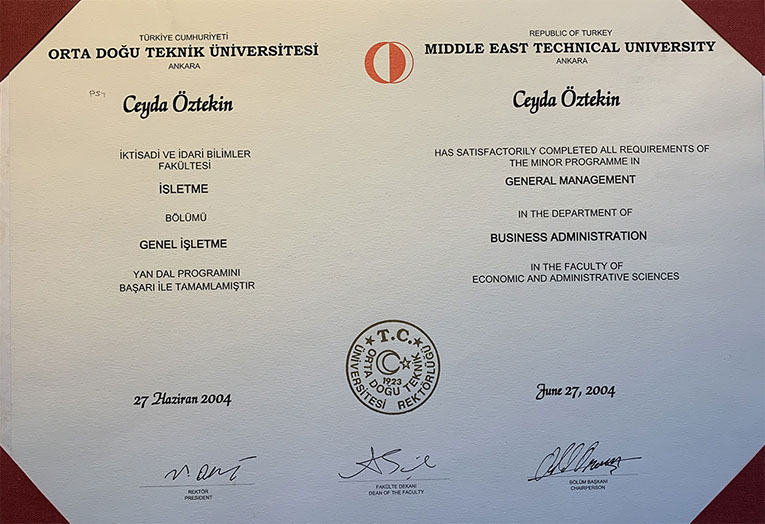 TÜRKİYE CUMHURİYETİ
ORTA DOĞU TEKNİK ÜNİVERSİTESİ
ANKARA
Ceyda Öztekin
İKTİSADİ VE İDARİ BİLİMLER
FAKÜLTESİ
İŞLETME
BÖLÜMÜ
GENEL İŞLETME
YAN DAL PROGRAMINI
BAŞARI İLE TAMAMLAMIŞTIR
27 Haziran 2004
REPUBLIC OF TURKEY
MIDDLE EAST TECHNICAL UNIVERSITY
ANKARA
Ceyda Öztekin
HAS SATISFACTORILY COMPLETED ALL REQUIREMENTS OF
THE MINOR PROGRAMME IN
GENERAL MANAGEMENT
IN THE DEPARTMENT OF
BUSINESS ADMINISTRATION
IN THE FACULTY OF
ECONOMIC AND ADMINISTRATIVE SCIENCES
June 27, 2004
T.C.
ORTA DOĞU TEKNİK
ÜNİVERSİTESİ REKTÖRLÜĞÜ
1923
REKTÖR
PRESIDENT
FAKÜLTE DEKANI
DEAN OF THE FACULTY
BÖLÜM BAŞKANI
CHAIRPERSON